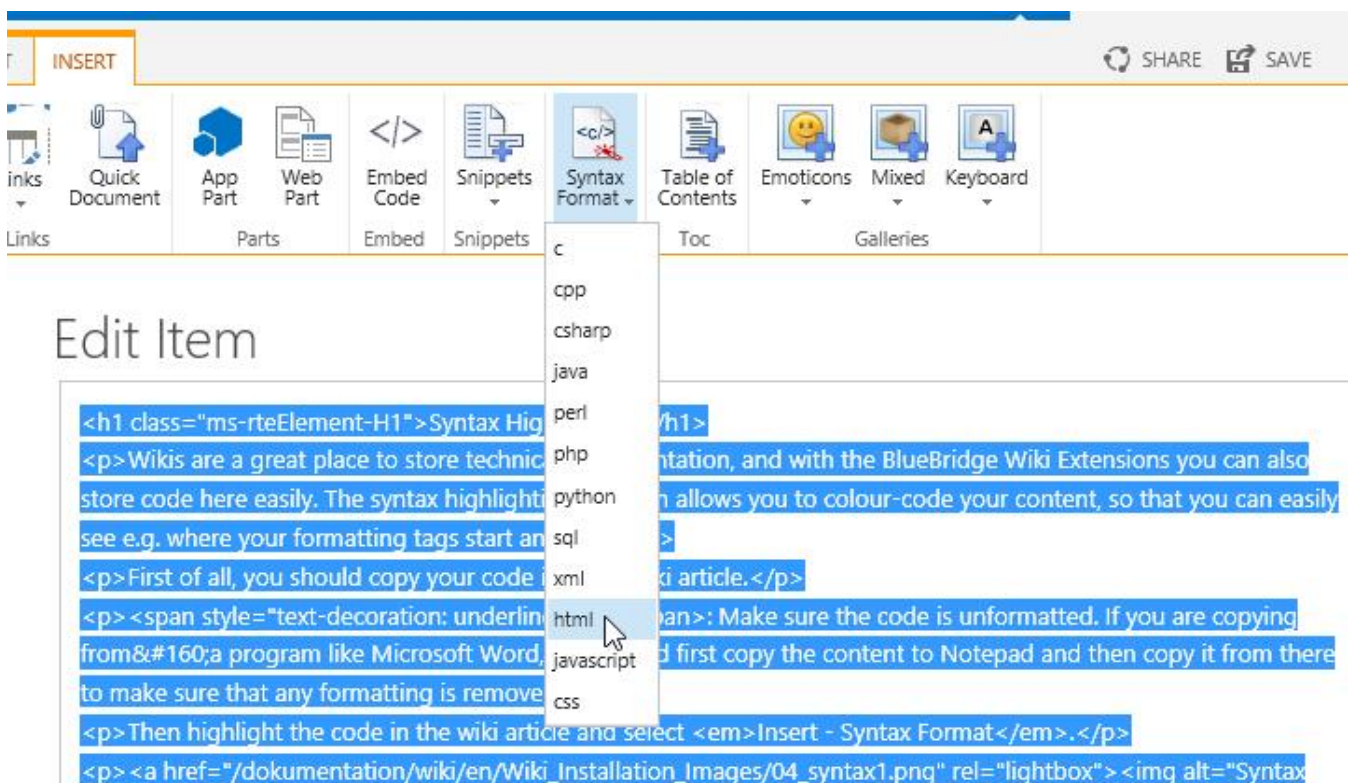 INSERT
SHARE SAVE
</>
<c/>
A
inks
Quick Document
App Part
Web Part
Embed Code
Snippets
Syntax Format
Table of Contents
Emoticons
Mixed
Keyboard
Links
Parts
Embed
Snippets
Toc
Galleries
c
cpp
csharp
java
perl
php
python
sql
xml
html
javascript
css
Edit Item
<h1 class="ms-rteElement-H1">Syntax Hig /h1>
<p>Wikis are a great place to store technic ntation, and with the BlueBridge Wiki Extensions you can also
store code here easily. The syntax highlighti n allows you to colour-code your content, so that you can easily
see e.g. where your formatting tags start an >
<p>First of all, you should copy your code i ki article.</p>
<p><span style="text-decoration: underlin an>: Make sure the code is unformatted. If you are copying
from&#160;a program like Microsoft Word, d first copy the content to Notepad and then copy it from there
to make sure that any formatting is remove
<p>Then highlight the code in the wiki article and select <em>Insert - Syntax Format</em>.</p>
<p><a href="/dokumentation/wiki/en/Wiki_Installation_Images/04_syntax1.png" rel="lightbox"><img alt="Syntax